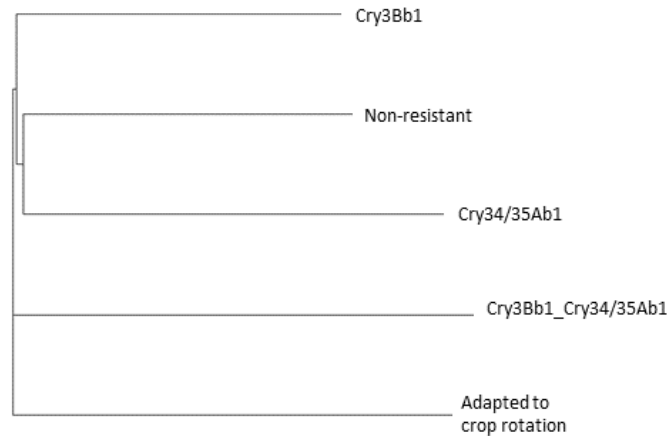 Cry3Bb1
Non-resistant
Cry34/35Ab1
Cry3Bb1_Cry34/35Ab1
Adapted to
crop rotation